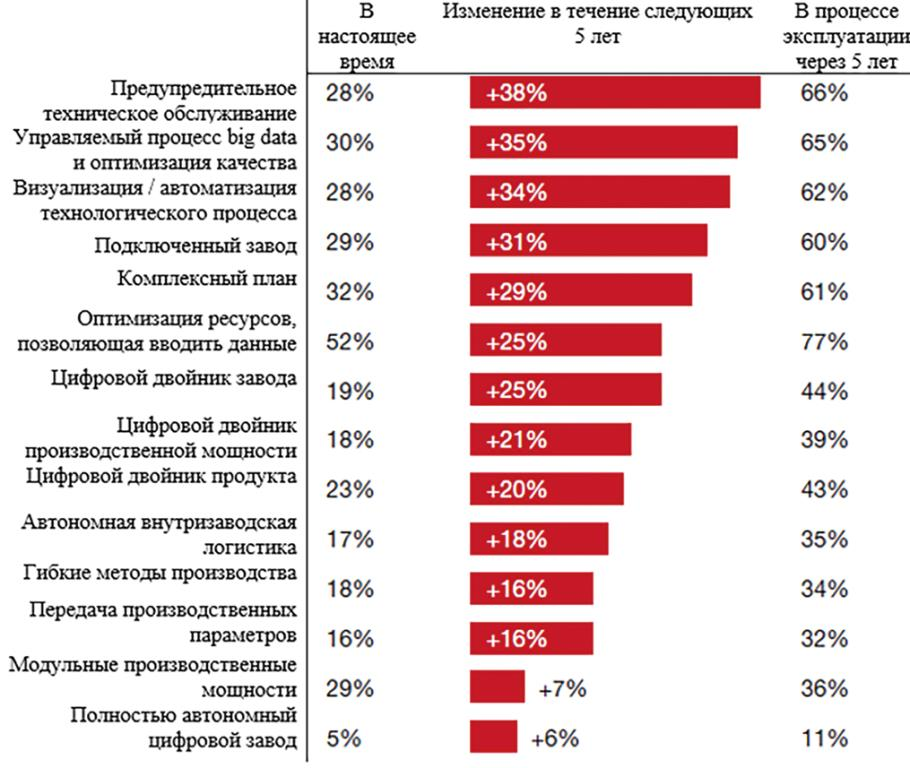 В настоящее время
Изменение в течение следующих 5 лет
В процессе эксплуатации через 5 лет
Предупредительное
техническое обслуживание
28% +38% 66%
Управляемый процесс big data
и оптимизация качества
30% +35% 65%
Визуализация / автоматизация
технологического процесса
28% +34% 62%
Подключенный завод
29% +31% 60%
Комплексный план
32% +29% 61%
Оптимизация ресурсов,
позволяющая вводить данные
52% +25% 77%
Цифровой двойник завода
19% +25% 44%
Цифровой двойник
производственной мощности
18% +21% 39%
Цифровой двойник продукта
23% +20% 43%
Автономная внутризаводская
логистика
17% +18% 35%
Гибкие методы производства
18% +16% 34%
Передача производственных
параметров
16% +16% 32%
Модульные производственные
мощности
29% +7% 36%
Полностью автономный
цифровой завод
5% +6% 11%